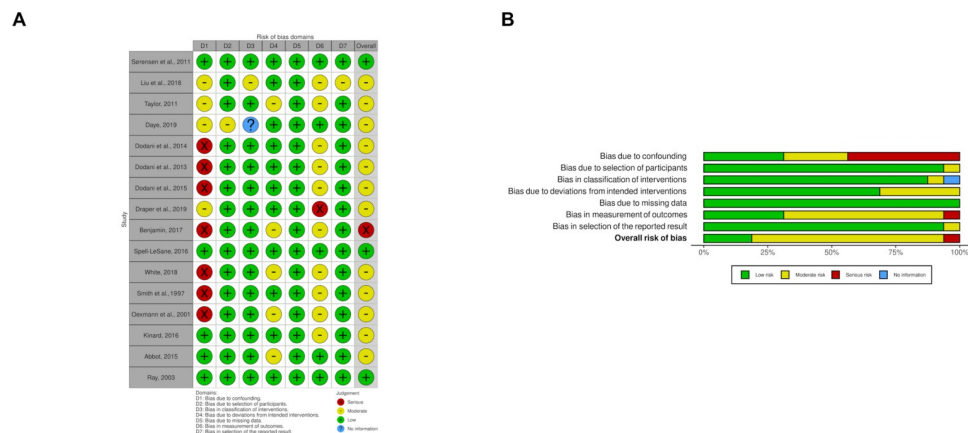 A
Risk of bias domains
D1 D2 D3 D4 D5 D6 D7 Overall
Study
Sørensen et al., 2011 + + + + + + + +
Liu et al., 2018 - + - + + - - -
Taylor, 2011 - + + - + - + -
Daye, 2019 - - ? + + + + -
Dodani et al., 2014 X + + + + - + -
Dodani et al., 2013 X + + + + - + -
Dodani et al., 2015 X + + + + - + -
Draper et al., 2019 - + + + + X + -
Benjamin, 2017 X + + - + - + X
Spell-LeSane, 2016 + + + + + + + +
White, 2018 X + + - + - + -
Smith et al., 1997 X + + + + - + -
Oexmann et al., 2001 X + + - + - + -
Kinard, 2016 + + + + + - + -
Abbot, 2015 + + + - + + + -
Ray, 2003 + + + + + + + +
Domains:
D1: Bias due to confounding.
D2: Bias due to selection of participants.
D3: Bias in classification of interventions.
D4: Bias due to deviations from intended interventions.
D5: Bias due to missing data.
D6: Bias in measurement of outcomes.
D7: Bias in selection of the reported result.
Judgement
X Serious
- Moderate
+ Low
? No information
B
Bias due to confounding
Bias due to selection of participants
Bias in classification of interventions
Bias due to deviations from intended interventions
Bias due to missing data
Bias in measurement of outcomes
Bias in selection of the reported result
Overall risk of bias
0% 25% 50% 75% 100%
Low risk Moderate risk Serious risk No information